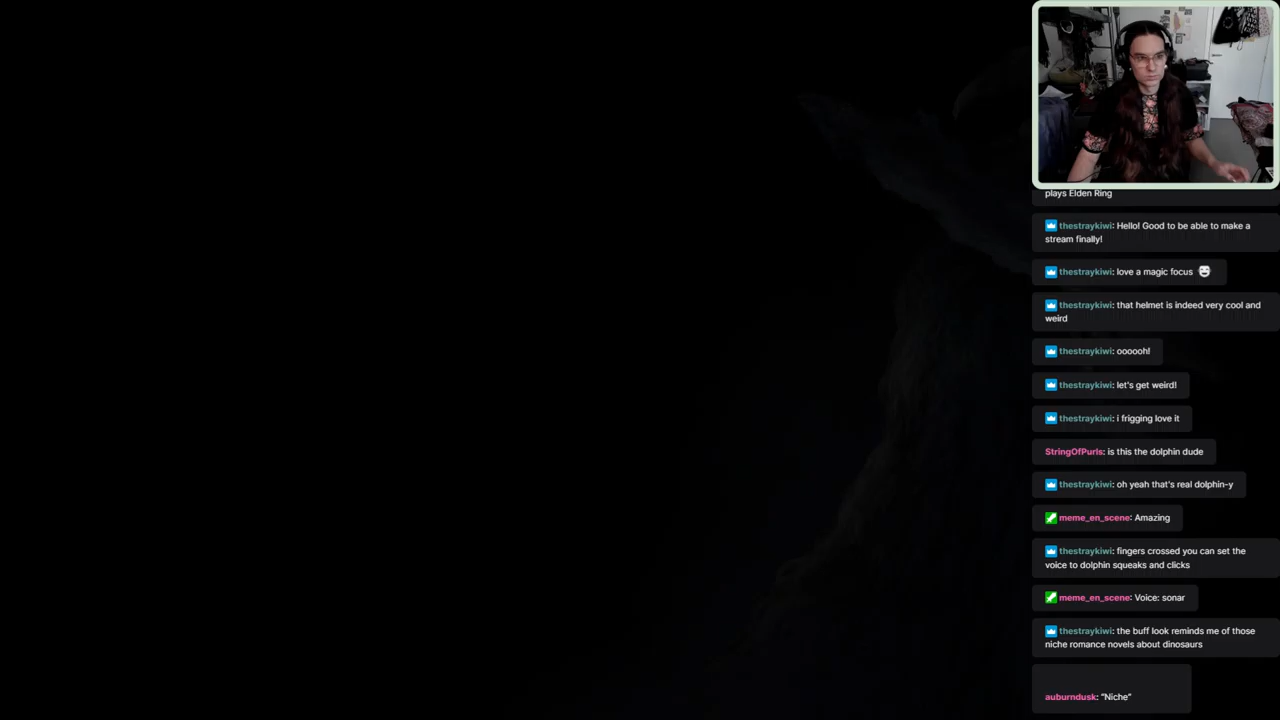 plays Elden Ring
thestraykiwi: Hello! Good to be able to make a
stream finally!
thestraykiwi: love a magic focus
thestraykiwi: that helmet is indeed very cool and
weird
thestraykiwi: oooooh!
thestraykiwi: let's get weird!
thestraykiwi: i frigging love it
StringOfPurls: is this the dolphin dude
thestraykiwi: oh yeah that's real dolphin-y
meme_en_scene: Amazing
thestraykiwi: fingers crossed you can set the
voice to dolphin squeaks and clicks
meme_en_scene: Voice: sonar
thestraykiwi: the buff look reminds me of those
niche romance novels about dinosaurs
auburndusk: “Niche”